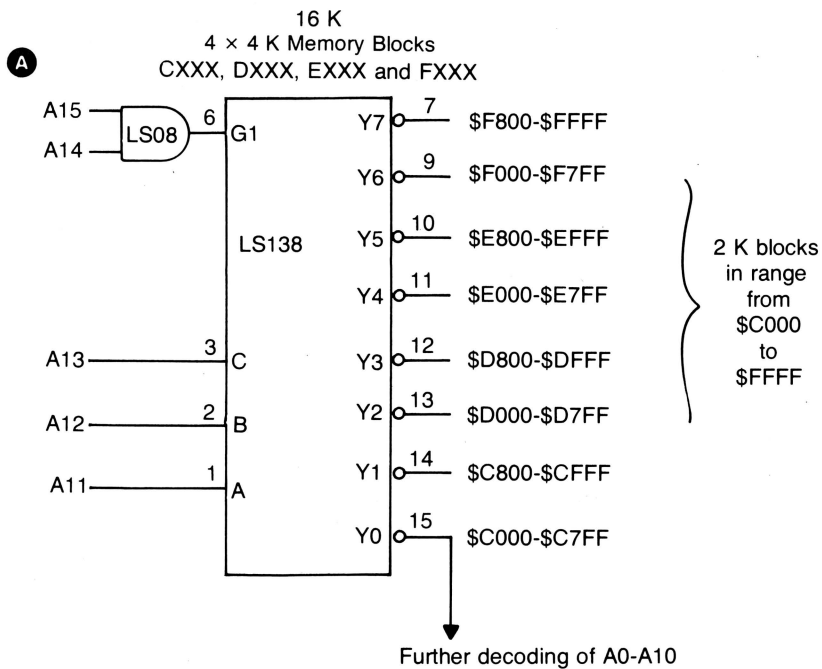 16 K
4 × 4 K Memory Blocks
CXXX, DXXX, EXXX and FXXX
A
A15
A14
LS08
6
G1
LS138
A13
3
C
A12
2
B
A11
1
A
Y7
7
$F800-$FFFF
Y6
9
$F000-$F7FF
Y5
10
$E800-$EFFF
Y4
11
$E000-$E7FF
Y3
12
$D800-$DFFF
Y2
13
$D000-$D7FF
Y1
14
$C800-$CFFF
Y0
15
$C000-$C7FF
2 K blocks
in range
from
$C000
to
$FFFF
Further decoding of A0-A10